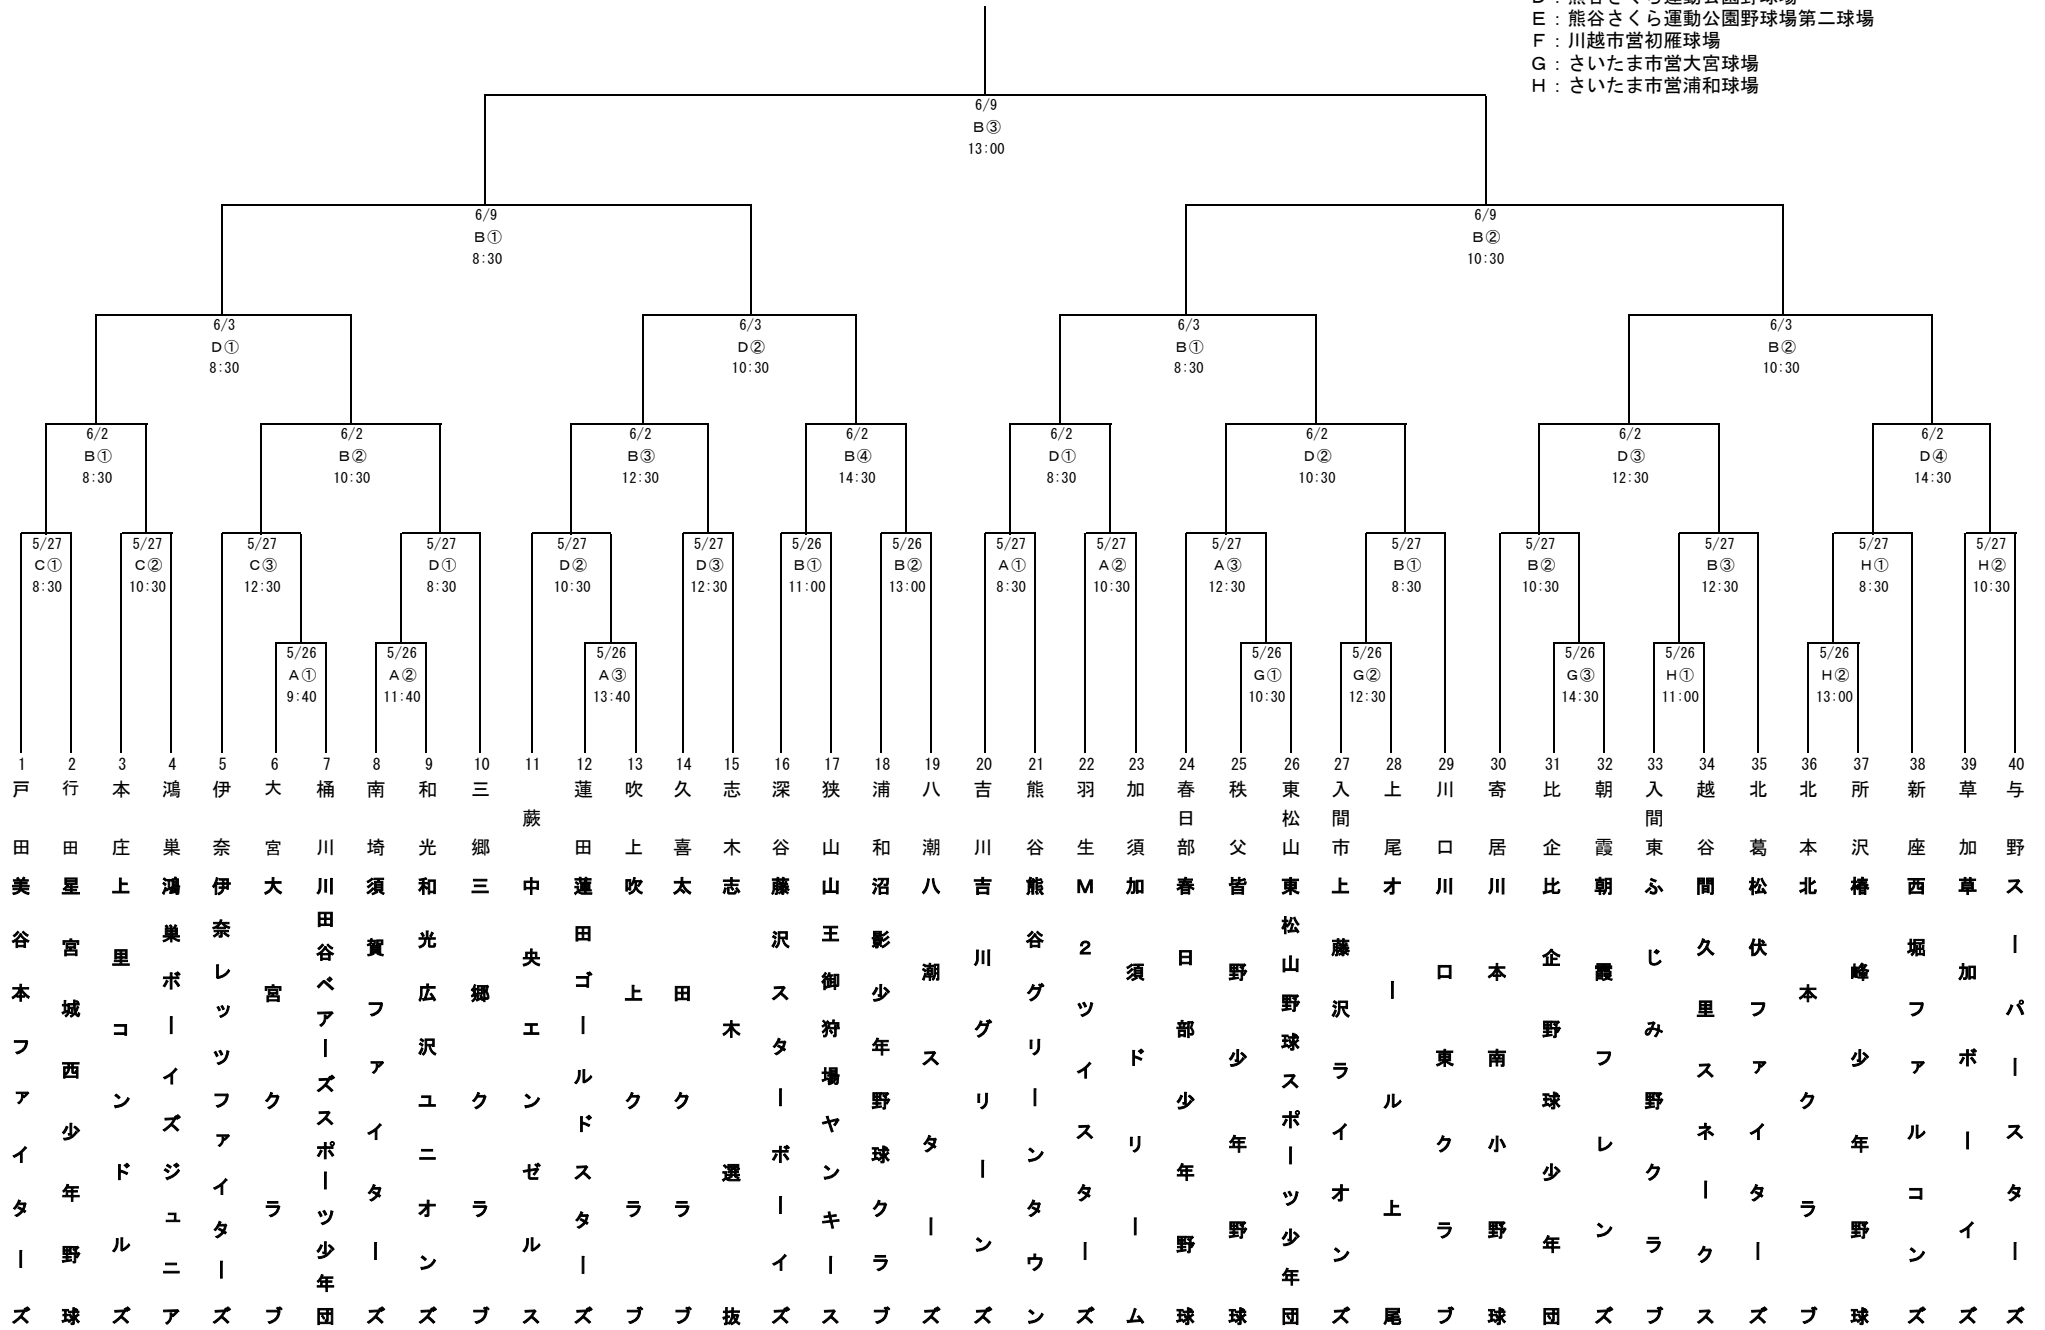 E：熊谷さくら運動公園野球場第二球場
F：川越市営初雁球場
G：さいたま市営大宮球場
H：さいたま市営浦和球場
6/9
B③
13:00
6/9
B①
8:30
6/9
B②
10:30
6/3
D①
8:30
6/3
D②
10:30
6/3
B①
8:30
6/3
B②
10:30
6/2
B①
8:30
6/2
B②
10:30
6/2
B③
12:30
6/2
B④
14:30
6/2
D①
8:30
6/2
D②
10:30
6/2
D③
12:30
6/2
D④
14:30
5/27
C①
8:30
5/27
C②
10:30
5/27
C③
12:30
5/27
D①
8:30
5/27
D②
10:30
5/27
D③
12:30
5/26
B①
11:00
5/26
B②
13:00
5/27
A①
8:30
5/27
A②
10:30
5/27
A③
12:30
5/27
B①
8:30
5/27
B②
10:30
5/27
B③
12:30
5/27
H①
8:30
5/27
H②
10:30
5/26
A①
9:40
5/26
A②
11:40
5/26
A③
13:40
5/26
G①
10:30
5/26
G②
12:30
5/26
G③
14:30
5/26
H①
11:00
5/26
H②
13:00
1 戸田 美谷本ファイターズ
2 行田 星宮城西少年野球
3 本庄 上里コンドルズ
4 鴻巣 鴻巣ボーイズジュニア
5 伊奈 伊奈レッツファイターズ
6 大宮 大宮クラブ
7 桶川 川田谷ベアーズスポーツ少年団
8 南埼 須賀ファイターズ
9 和光 和光広沢ユニオンズ
10 三郷 三郷クラブ
11 蕨 中央エンゼルス
12 蓮田 蓮田ゴールドスターズ
13 吹上 吹上クラブ
14 久喜 太田クラブ
15 志木 志木選抜
16 深谷 藤沢スターボーイズ
17 狭山 山王御狩場ヤンキース
18 浦和 沼影少年野球クラブ
19 八潮 八潮スターズ
20 吉川 吉川グリーンズ
21 熊谷 熊谷グリーンタウン
22 羽生 M2ツイスターズ
23 加須 加須ドリーム
24 春日部 春日部少年野球
25 秩父 皆野少年野球
26 東松山 東松山野球スポーツ少年団
27 入間市 上藤沢ライオンズ
28 上尾 オール上尾
29 川口 川口東クラブ
30 寄居 川本南小野球
31 比企 比企野球少年団
32 朝霞 朝霞フレンズ
33 入間東 ふじみ野クラブ
34 越谷 間久里スネークス
35 北葛 松伏ファイターズ
36 北本 北本クラブ
37 所沢 椿峰少年野球
38 新座 西堀ファルコンズ
39 草加 草加ボーイズ
40 与野 スーパースターズ